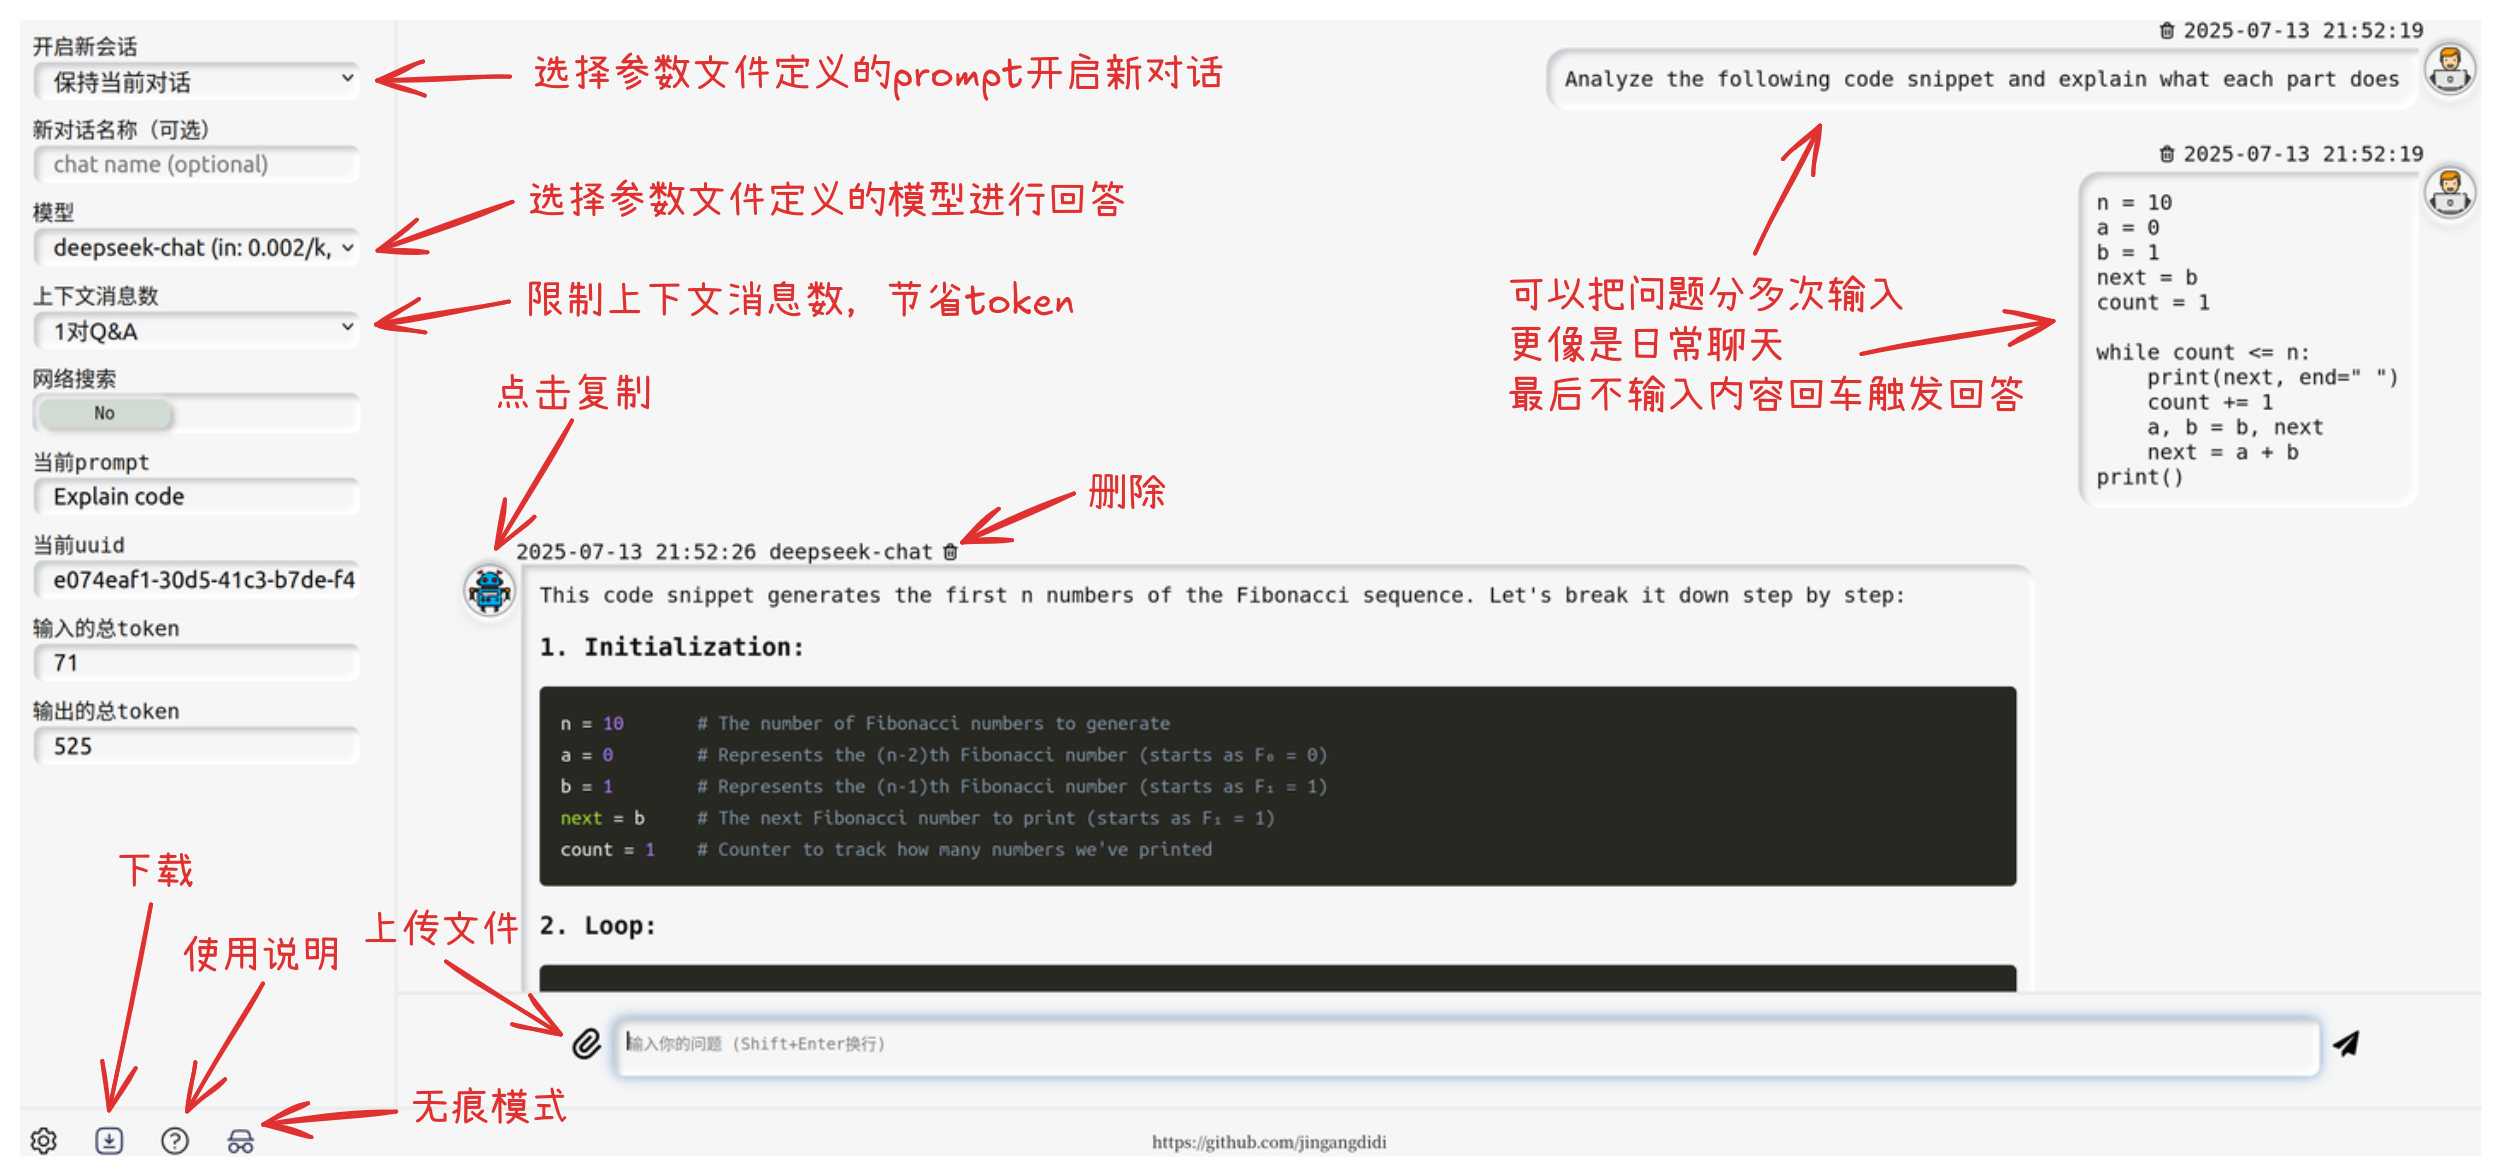 开启新会话
保持当前对话
选择参数文件定义的prompt开启新对话
新对话名称（可选）
chat name (optional)
模型
deepseek-chat (in: 0.002/k,
选择参数文件定义的模型进行回答
上下文消息数
1对Q&A
限制上下文消息数，节省token
网络搜索
No
点击复制
当前prompt
Explain code
当前uuid
e074eaf1-30d5-41c3-b7de-f4
输入的总token
71
输出的总token
525
下载
使用说明
上传文件
无痕模式
2025-07-13 21:52:19
Analyze the following code snippet and explain what each part does
2025-07-13 21:52:19
n = 10
a = 0
b = 1
next = b
count = 1
while count <= n:
print(next, end=" ")
count += 1
a, b = b, next
next = a + b
print()
可以把问题分多次输入
更像是日常聊天
最后不输入内容回车触发回答
删除
2025-07-13 21:52:26 deepseek-chat
This code snippet generates the first n numbers of the Fibonacci sequence. Let's break it down step by step:
1. Initialization:
n = 10 # The number of Fibonacci numbers to generate
a = 0 # Represents the (n-2)th Fibonacci number (starts as F₀ = 0)
b = 1 # Represents the (n-1)th Fibonacci number (starts as F₁ = 1)
next = b # The next Fibonacci number to print (starts as F₁ = 1)
count = 1 # Counter to track how many numbers we've printed
2. Loop:
输入你的问题 (Shift+Enter换行)
https://github.com/jingangdidi